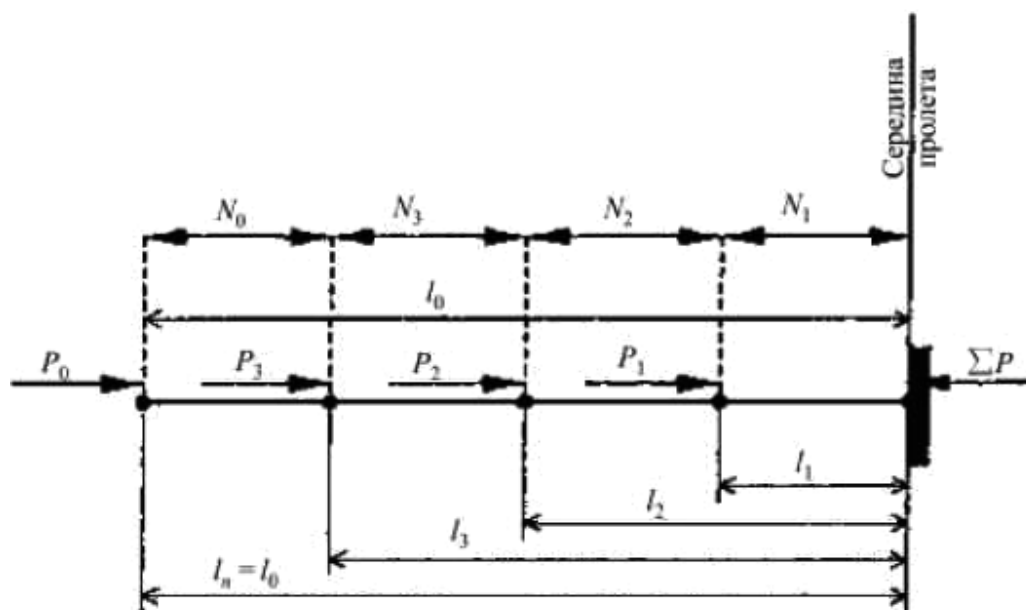 Середина
пролета
N₀ N₃ N₂ N₁
l₀
P₀ P₃ P₂ P₁ ∑P
l₁
l₂
l₃
lₙ = l₀